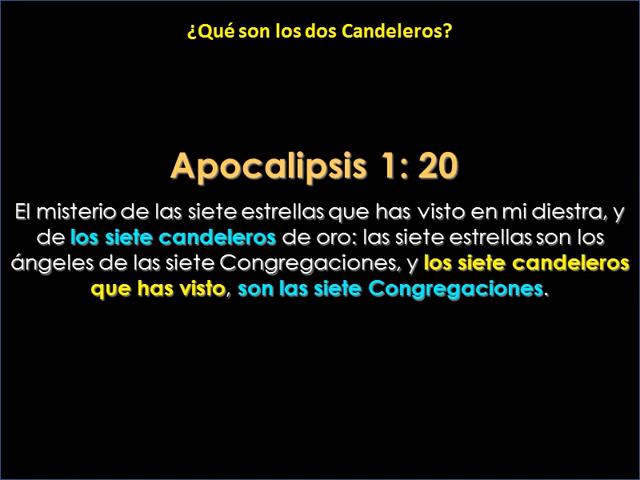 ¿Qué son los dos Candeleros?
Apocalipsis 1: 20
El misterio de las siete estrellas que has visto en mi diestra, y
de los siete candeleros de oro: las siete estrellas son los
ángeles de las siete Congregaciones, y los siete candeleros
que has visto, son las siete Congregaciones.